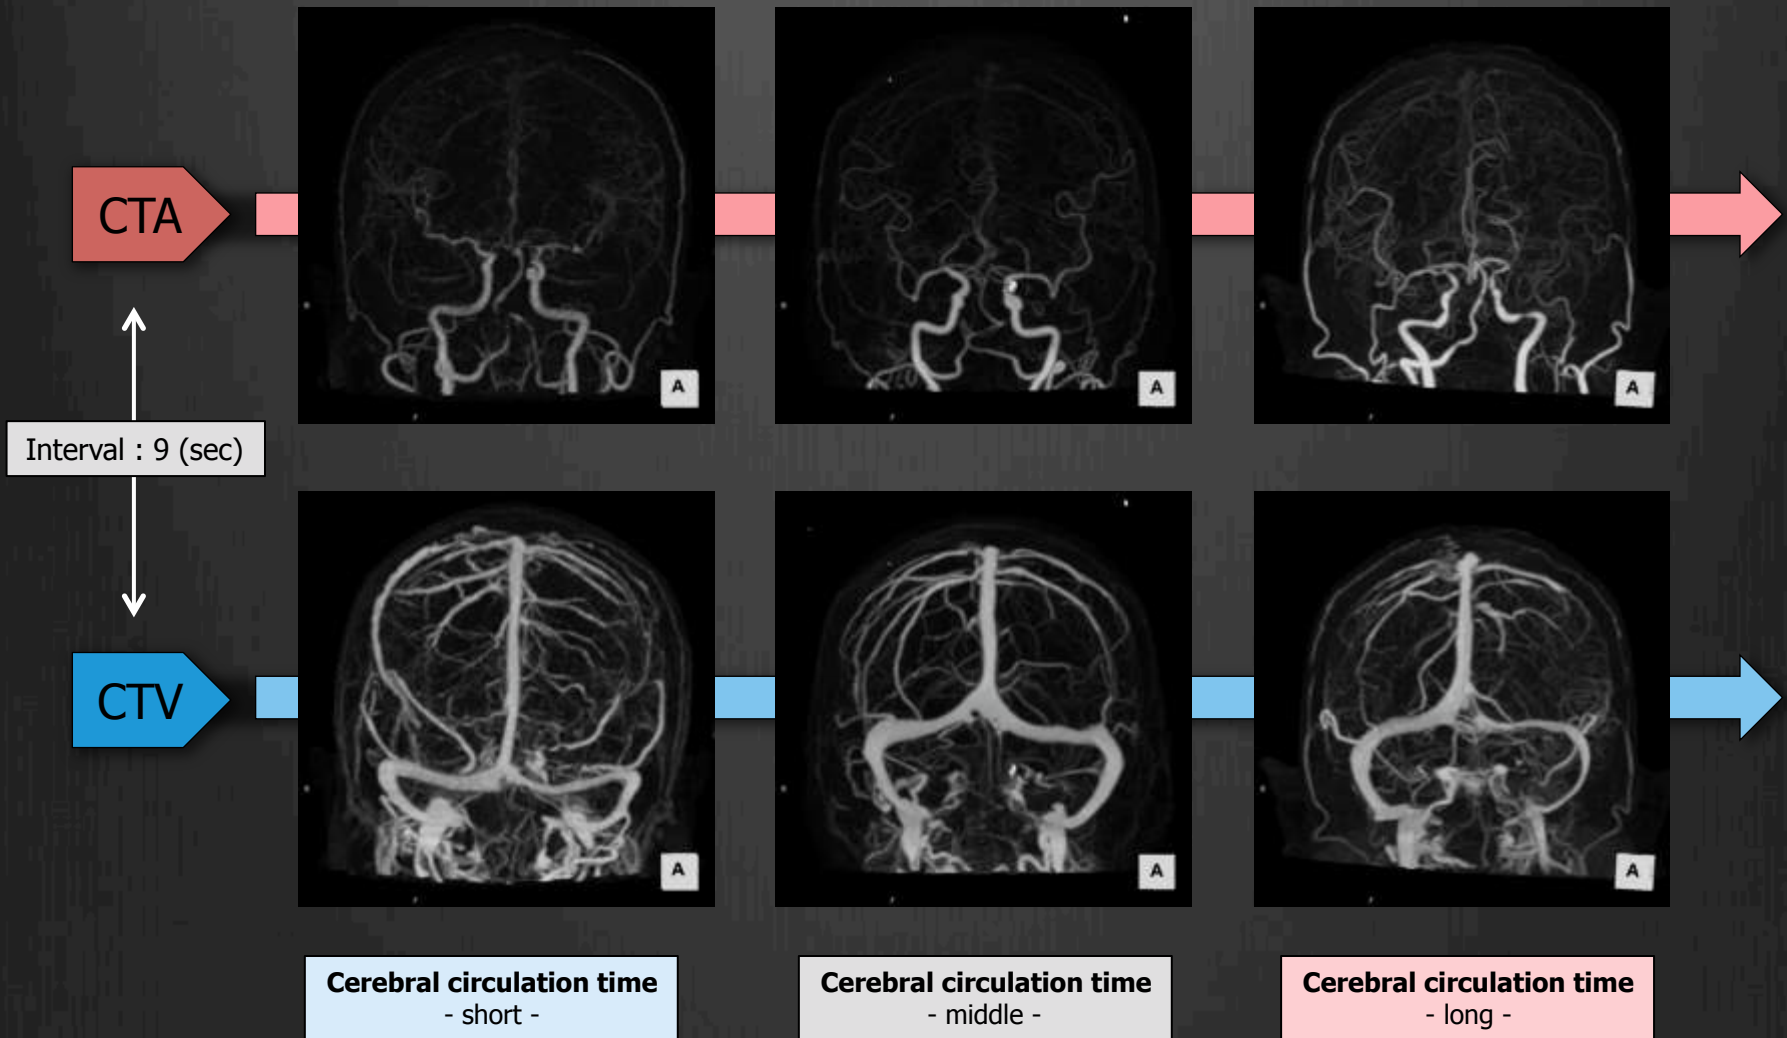 CTA
A
A
A
Interval : 9 (sec)
CTV
A
A
A
Cerebral circulation time
- short -
Cerebral circulation time
- middle -
Cerebral circulation time
- long -